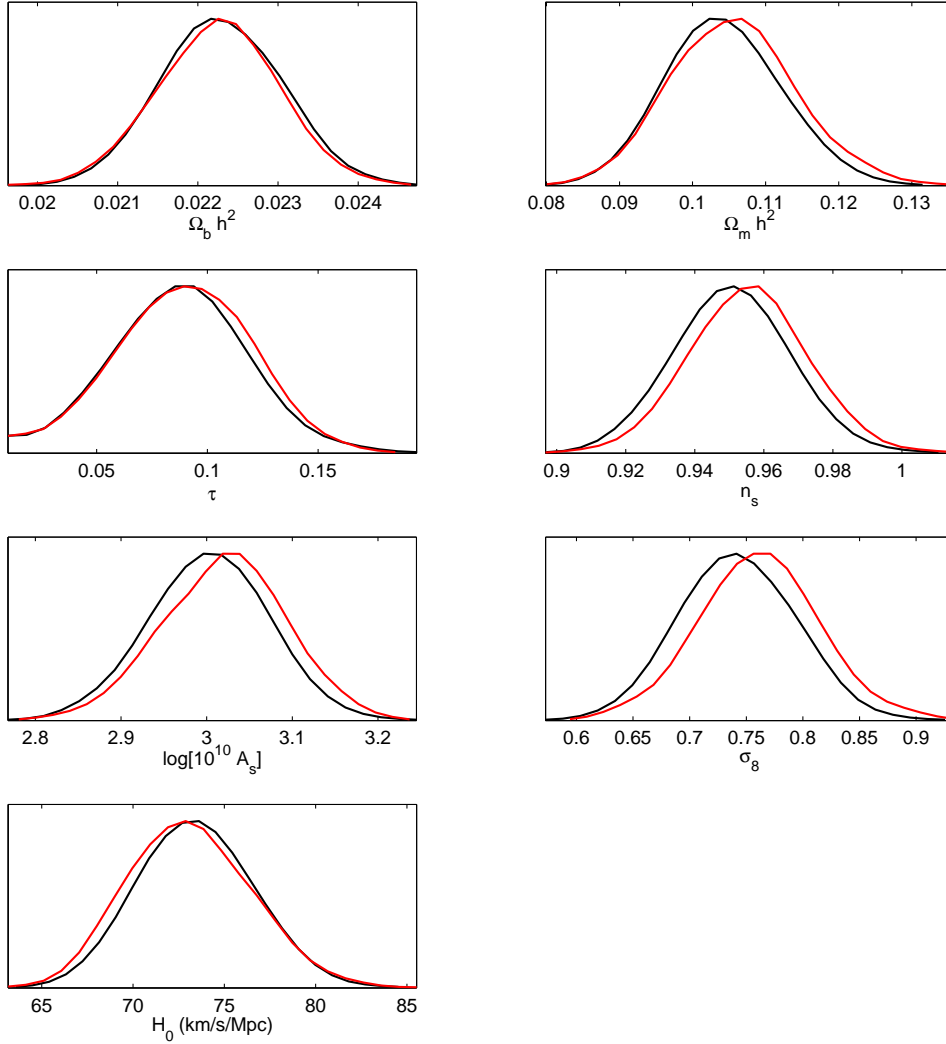 0.02 0.021 0.022 0.023 0.024
Ω_b h^2
0.08 0.09 0.1 0.11 0.12 0.13
Ω_m h^2
0.05 0.1 0.15
τ
0.9 0.92 0.94 0.96 0.98 1
n_s
2.8 2.9 3 3.1 3.2
log[10^10 A_s]
0.6 0.65 0.7 0.75 0.8 0.85 0.9
σ_8
65 70 75 80 85
H_0 (km/s/Mpc)